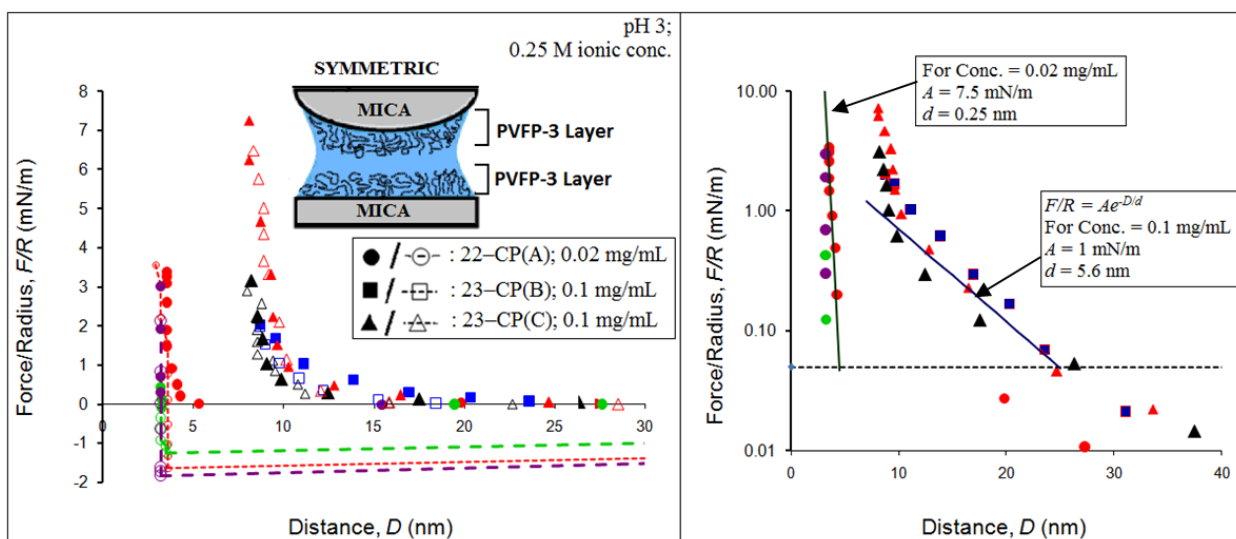 pH 3;
0.25 M ionic conc.
SYMMETRIC
MICA
PVFP-3 Layer
PVFP-3 Layer
MICA
: 22–CP(A); 0.02 mg/mL
: 23–CP(B); 0.1 mg/mL
: 23–CP(C); 0.1 mg/mL
Force/Radius, F/R (mN/m)
8
7
6
5
4
3
2
1
0
-1
-2
0 5 10 15 20 25 30
Distance, D (nm)
For Conc. = 0.02 mg/mL
A = 7.5 mN/m
d = 0.25 nm
F/R = Ae^-D/d
For Conc. = 0.1 mg/mL
A = 1 mN/m
d = 5.6 nm
Force/Radius, F/R (mN/m)
10.00
1.00
0.10
0.01
0 10 20 30 40
Distance, D (nm)